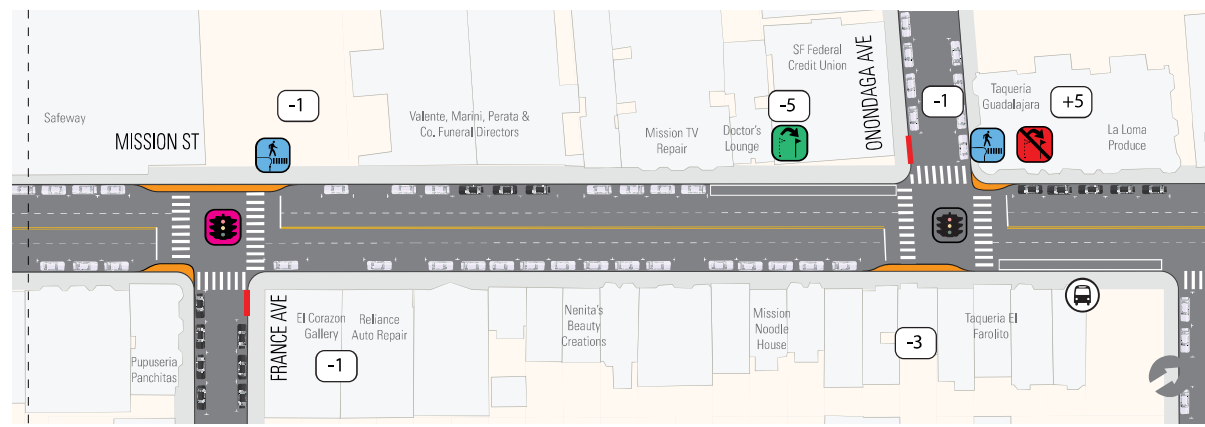 Safeway
MISSION ST
-1
Valente, Marini, Perata &
Co. Funeral Directors
Mission TV
Repair
Doctor's
Lounge
-5
SF Federal
Credit Union
ONONDAGA AVE
-1
Taqueria
Guadalajara
+5
La Loma
Produce
Pupuseria
Panchitas
FRANCE AVE
El Corazon
Gallery
-1
Reliance
Auto Repair
Nenita's
Beauty
Creations
Mission
Noodle
House
-3
Taqueria El
Farolito